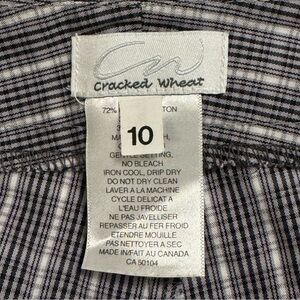 Cracked Wheat
72%
10
NO BLEACH
IRON COOL, DRIP DRY
DO NOT DRY CLEAN
LAVER A LA MACHINE
CYCLE DELICAT A
L'EAU FROIDE
NE PAS JAVELLISER
REPASSER AU FER FROID
ETENDRE MOUILLE
PAS NETTOYER A SEC
MADE IN/FAIT AU CANADA
CA 50104